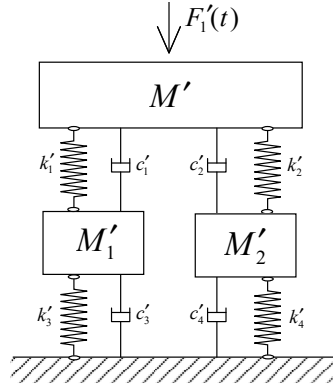 F₁′(t)
M′
k₁′ c₁′ c₂′ k₂′
M₁′ M₂′
k₃′ c₃′ c₄′ k₄′